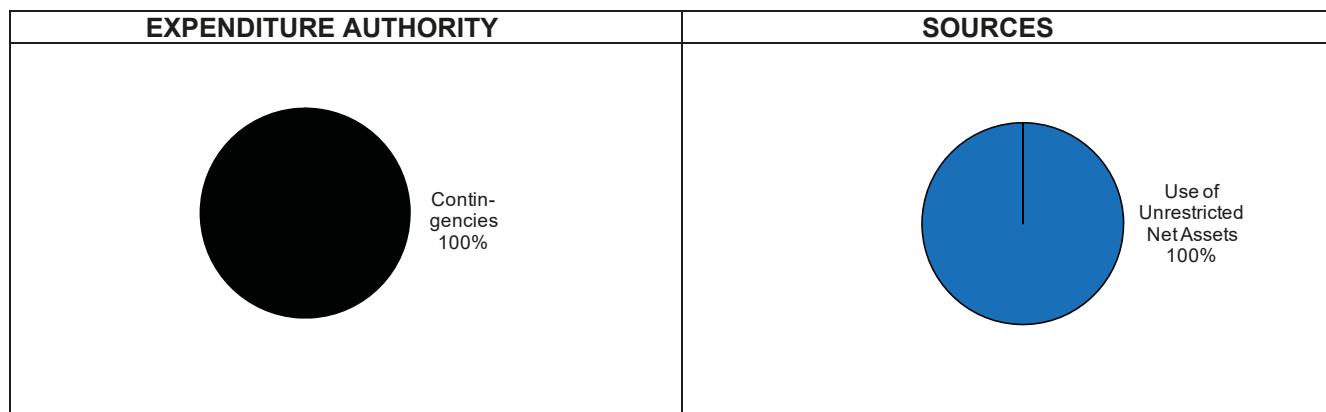 EXPENDITURE AUTHORITY
SOURCES
Contin-
gencies
100%
Use of
Unrestricted
Net Assets
100%